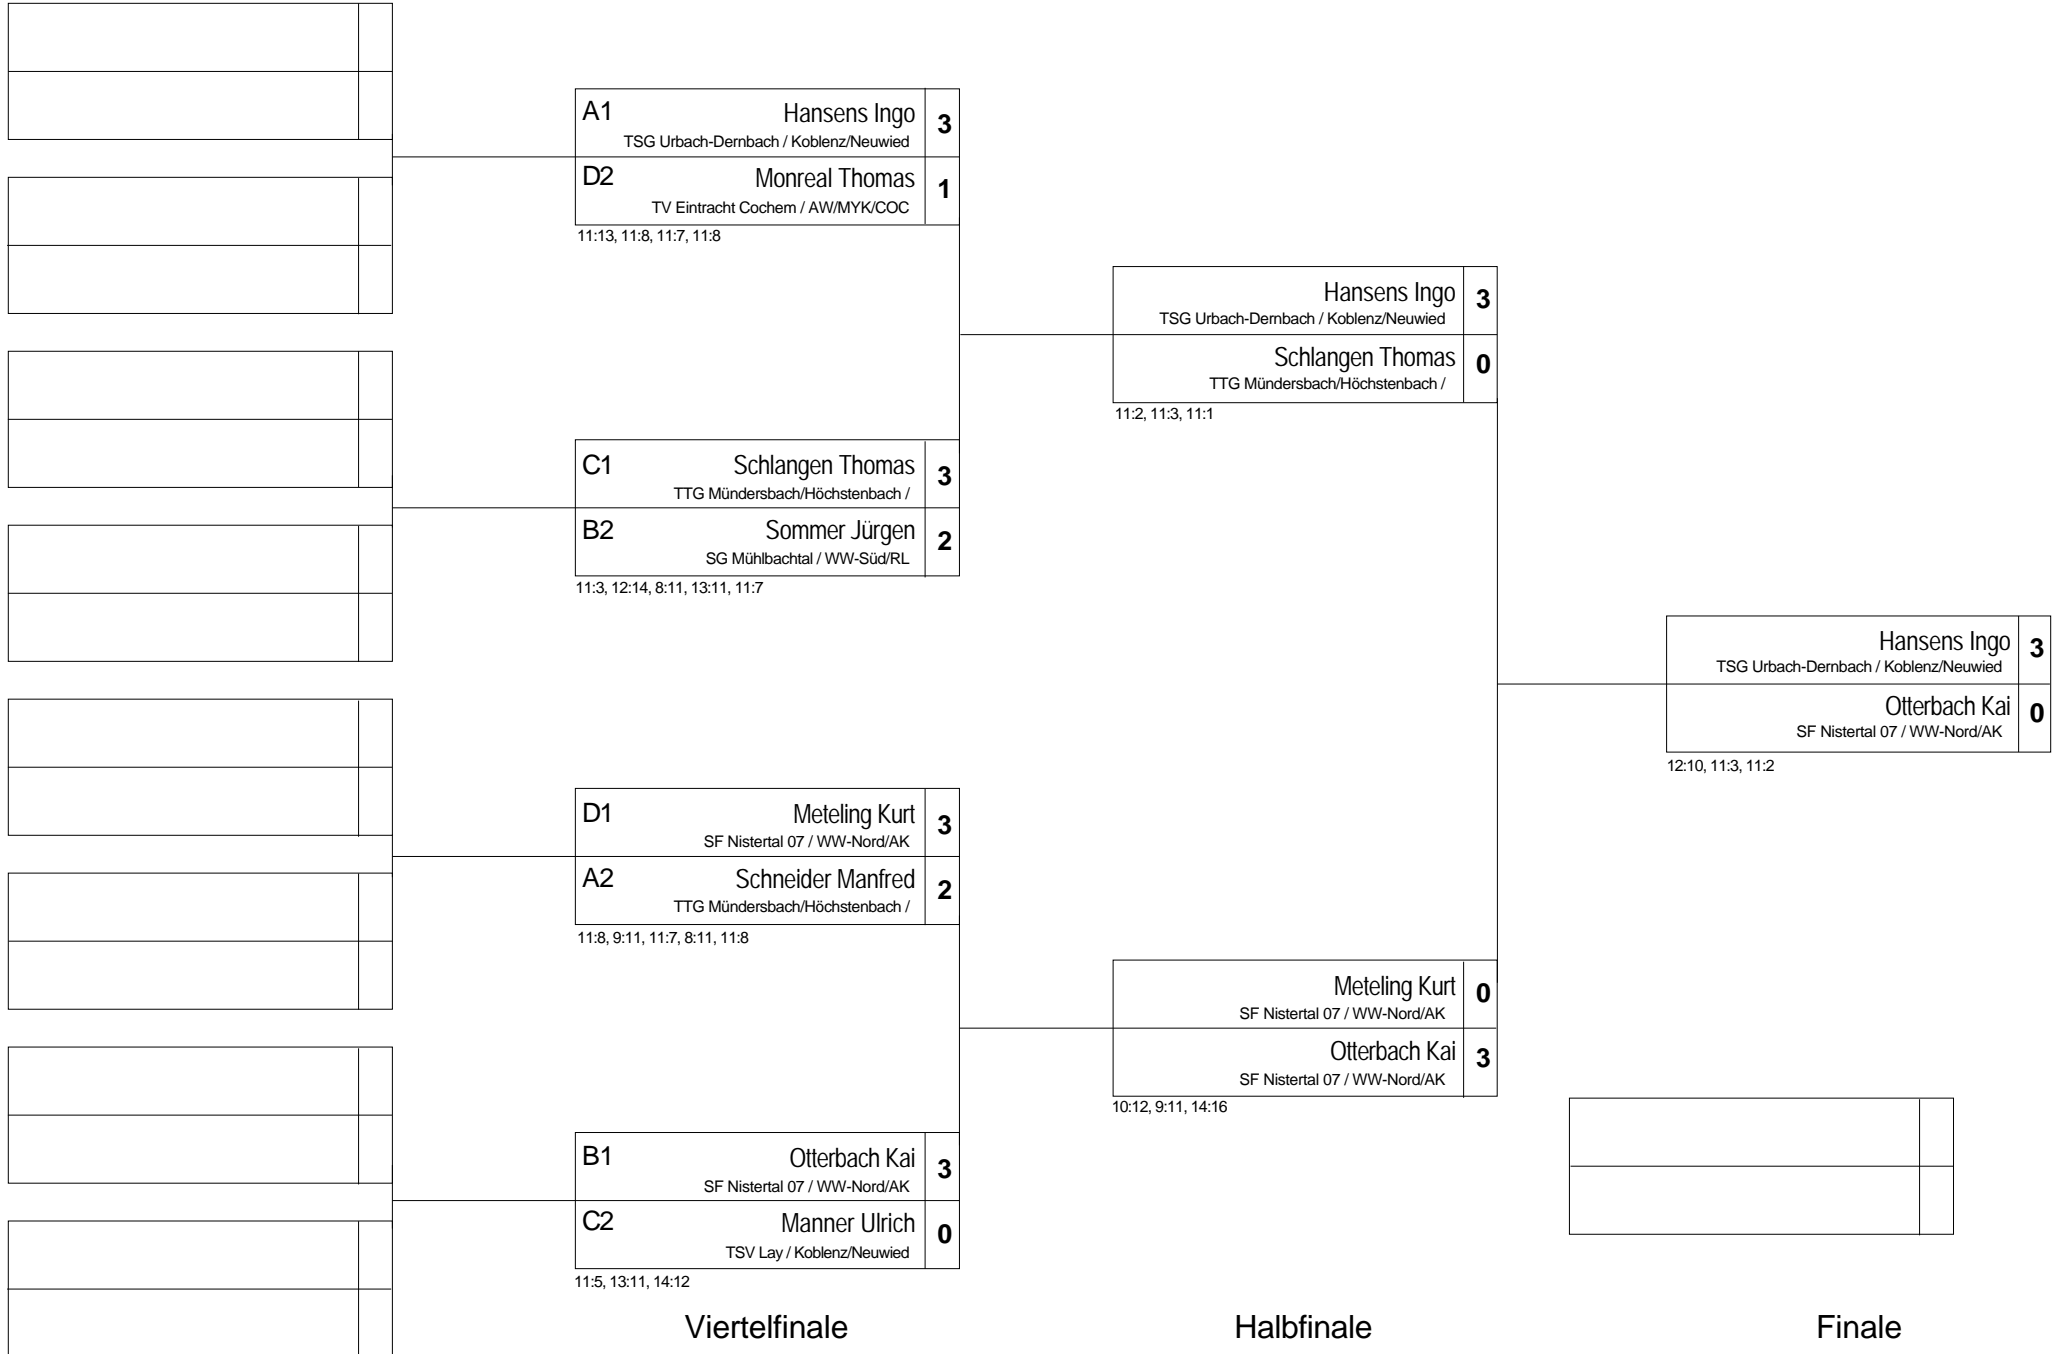 A1 Hansens Ingo 3
TSG Urbach-Dernbach / Koblenz/Neuwied
D2 Monreal Thomas 1
TV Eintracht Cochem / AW/MYK/COC
11:13, 11:8, 11:7, 11:8
C1 Schlangen Thomas 3
TTG Mündersbach/Höchstenbach /
B2 Sommer Jürgen 2
SG Mühlbachtal / WW-Süd/RL
11:3, 12:14, 8:11, 13:11, 11:7
D1 Meteling Kurt 3
SF Nistertal 07 / WW-Nord/AK
A2 Schneider Manfred 2
TTG Mündersbach/Höchstenbach /
11:8, 9:11, 11:7, 8:11, 11:8
B1 Otterbach Kai 3
SF Nistertal 07 / WW-Nord/AK
C2 Manner Ulrich 0
TSV Lay / Koblenz/Neuwied
11:5, 13:11, 14:12
Viertelfinale
Hansens Ingo 3
TSG Urbach-Dernbach / Koblenz/Neuwied
Schlangen Thomas 0
TTG Mündersbach/Höchstenbach /
11:2, 11:3, 11:1
Meteling Kurt 0
SF Nistertal 07 / WW-Nord/AK
Otterbach Kai 3
SF Nistertal 07 / WW-Nord/AK
10:12, 9:11, 14:16
Halbfinale
Hansens Ingo 3
TSG Urbach-Dernbach / Koblenz/Neuwied
Otterbach Kai 0
SF Nistertal 07 / WW-Nord/AK
12:10, 11:3, 11:2
Finale